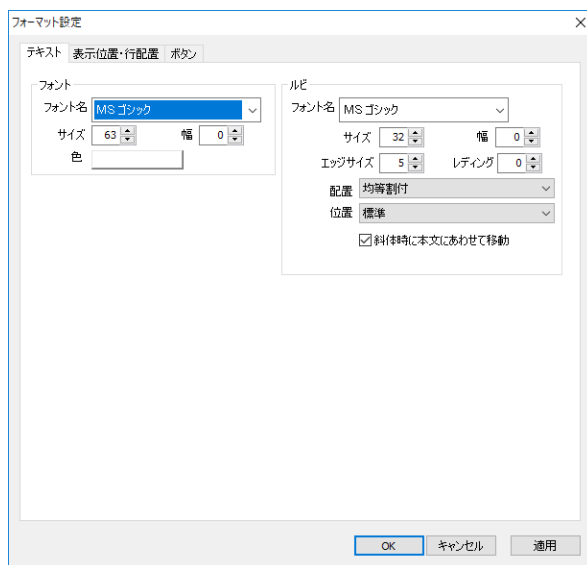 フォーマット設定
テキスト 表示位置・行配置 ボタン
フォント
フォント名 MS ゴシック
サイズ 63 幅 0
色
ルビ
フォント名 MS ゴシック
サイズ 32 幅 0
エッジサイズ 5 レディング 0
配置 均等割付
位置 標準
斜体時に本文にあわせて移動
OK キャンセル 適用